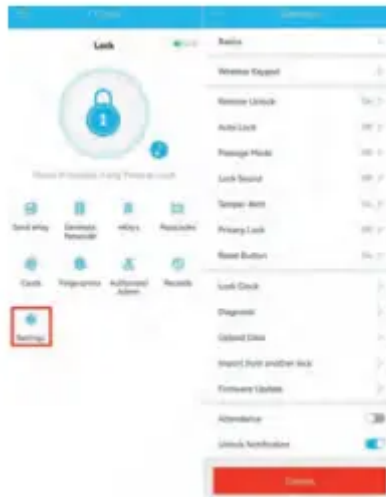 Lock
1
Send eKey
Generate Passcode
eKeys
Passcodes
Cards
Fingerprints
Authorized Admin
Records
Settings
Basics
Wireless Keypad
Remote Unlock
Auto Lock
Passage Mode
Lock Sound
Tamper Alert
Privacy Lock
Reset Button
Lock Clock
Diagnosis
Upload Data
Import from another lock
Firmware Update
Attendance
Unlock Notification
Delete